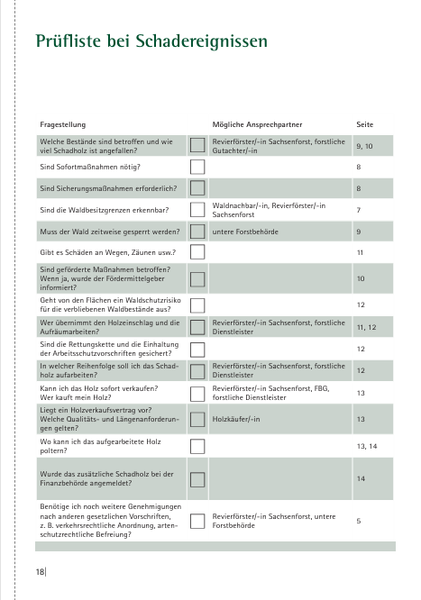 Prüfliste bei Schadereignissen
Fragestellung Mögliche Ansprechpartner Seite
Welche Bestände sind betroffen und wie
viel Schadholz ist angefallen?
Revierförster/-in Sachsenforst, forstliche
Gutachter/-in
9, 10
Sind Sofortmaßnahmen nötig?
8
Sind Sicherungsmaßnahmen erforderlich?
8
Sind die Waldbesitzgrenzen erkennbar?
Waldnachbar/-in, Revierförster/-in
Sachsenforst
7
Muss der Wald zeitweise gesperrt werden?
untere Forstbehörde
9
Gibt es Schäden an Wegen, Zäunen usw.?
11
Sind geförderte Maßnahmen betroffen?
Wenn ja, wurde der Fördermittelgeber
informiert?
10
Geht von den Flächen ein Waldschutzrisiko
für die verbliebenen Waldbestände aus?
12
Wer übernimmt den Holzeinschlag und die
Aufräumarbeiten?
Revierförster/-in Sachsenforst, forstliche
Dienstleister
11, 12
Sind die Rettungskette und die Einhaltung
der Arbeitsschutzvorschriften gesichert?
12
In welcher Reihenfolge soll ich das Schad-
holz aufarbeiten?
Revierförster/-in Sachsenforst, forstliche
Dienstleister
12
Kann ich das Holz sofort verkaufen?
Wer kauft mein Holz?
Revierförster/-in Sachsenforst, FBG,
forstliche Dienstleister
13
Liegt ein Holzverkaufsvertrag vor?
Welche Qualitäts- und Längenanforderun-
gen gelten?
Holzkäufer/-in
13
Wo kann ich das aufgearbeitete Holz
poltern?
13, 14
Wurde das zusätzliche Schadholz bei der
Finanzbehörde angemeldet?
14
Benötige ich noch weitere Genehmigungen
nach anderen gesetzlichen Vorschriften,
z. B. verkehrsrechtliche Anordnung, arten-
schutzrechtliche Befreiung?
Revierförster/-in Sachsenforst, untere
Forstbehörde
5
18|